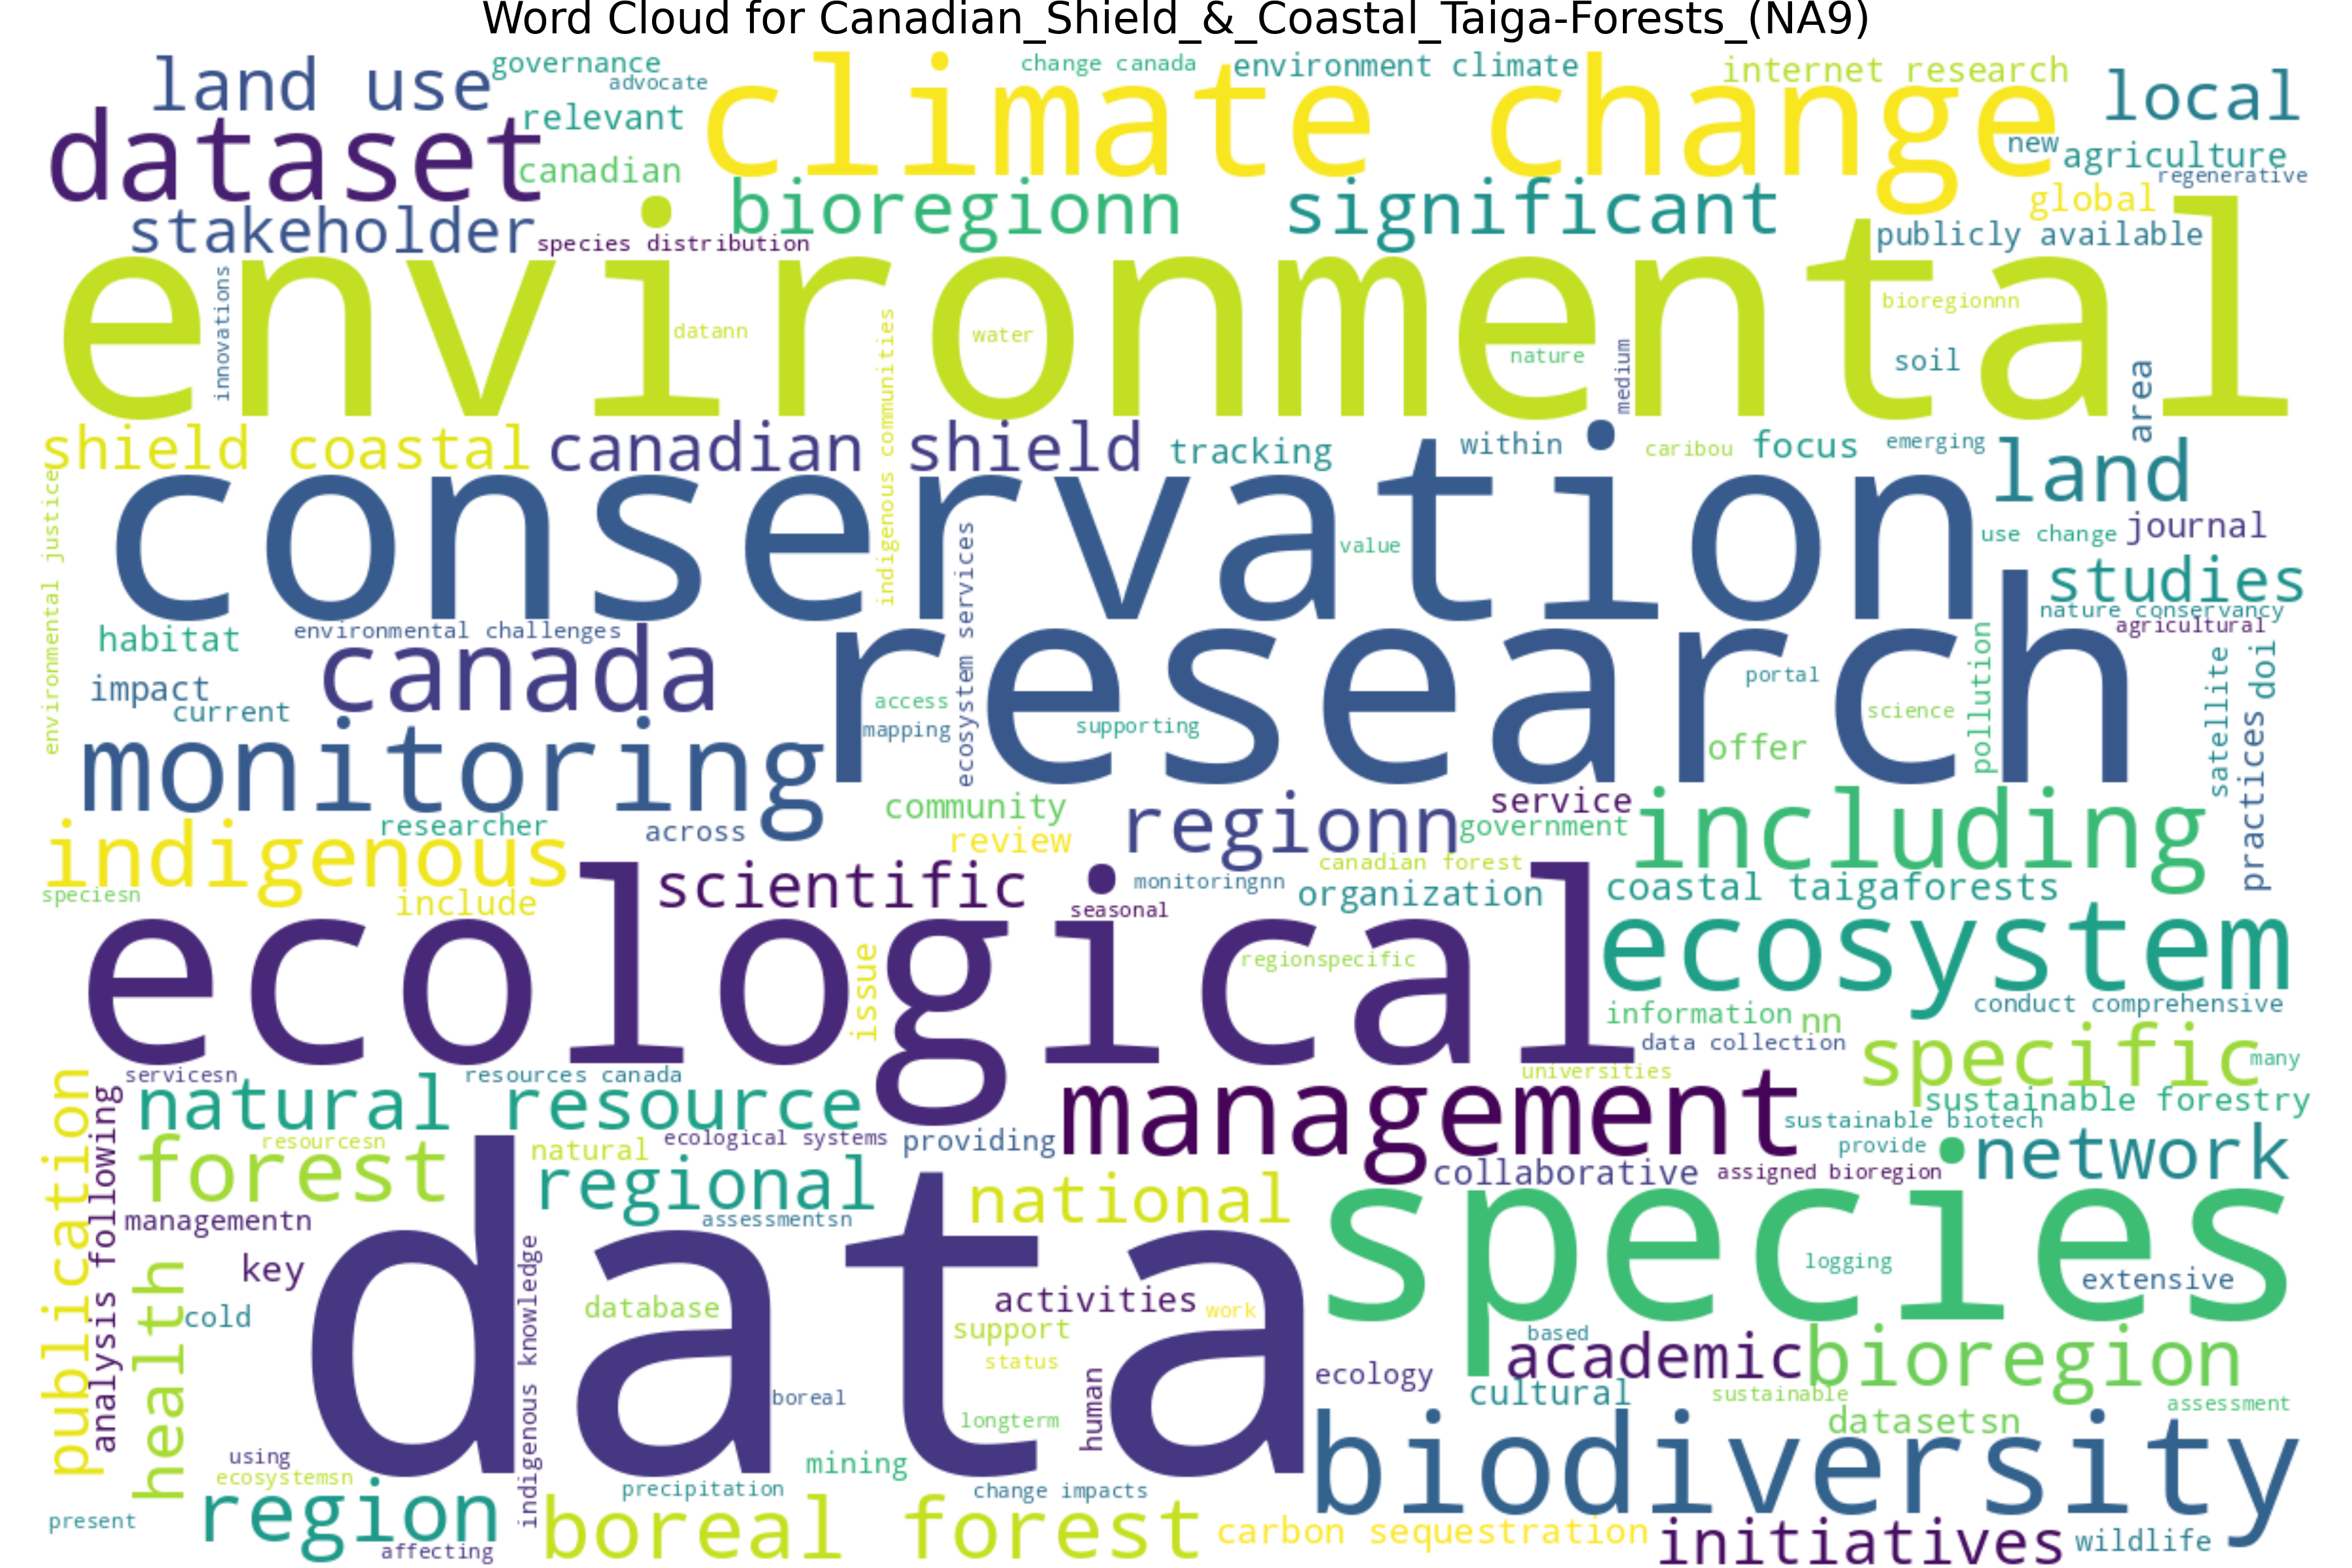 Word Cloud for Canadian_Shield_&_Coastal_Taiga-Forests_(NA9)
land use
governance
advocate
climate change
change canada
environment climate
internet research
local
dataset
relevant
canadian
new
agriculture
regenerative
global
stakeholder
species distribution
bioregionn
significant
publicly available
environmental
innovations
datann
indigenous communities
water
nature
medium
bioregionnn
soil
area
shield coastal
canadian shield
tracking
within
caribou
focus
emerging
land
environmental justice
conservation
value
use change
journal
ecosystem services
studies
nature conservancy
agricultural
habitat
environmental challenges
canada
research
impact
current
access
mapping
supporting
portal
science
pollution
offer
satellite
doi
practices
monitoring
community
review
regionn
service
government
including
indigenous
researcher
across
speciesn
include
scientific
monitoringnn
seasonal
canadian forest
organization
coastal taigaforests
ecological
issue
regionspecific
ecosystem
information
nn
conduct comprehensive
data collection
specific
many
universities
servicesn
resources canada
natural resource
management
sustainable forestry
sustainable biotech
provide
network
publication
analysis following
resourcesn
natural
ecological systems
providing
collaborative
assigned bioregion
forest
regional
national
managementn
assessmentsn
species
key
health
cold
data
indigenous knowledge
database
activities
work
support
status
human
logging
extensive
based
academic
bioregion
ecology
cultural
sustainable
assessment
boreal
longterm
datasetsn
biodiversity
using
ecosystemsn
mining
region
precipitation
change impacts
present
affecting
boreal forest
carbon sequestration
initiatives
wildlife